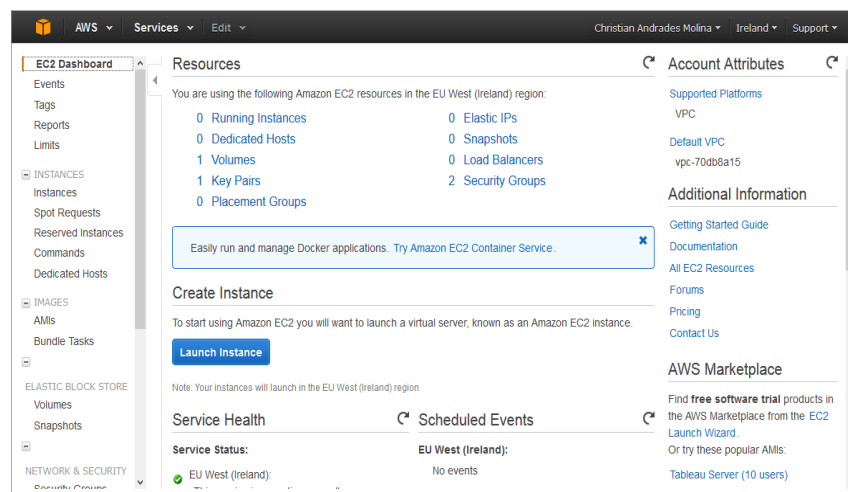 AWS Services Edit Christian Andrades Molina Ireland Support
EC2 Dashboard
Events
Tags
Reports
Limits
INSTANCES
Instances
Spot Requests
Reserved Instances
Commands
Dedicated Hosts
IMAGES
AMIs
Bundle Tasks
ELASTIC BLOCK STORE
Volumes
Snapshots
NETWORK & SECURITY
Security Groups
Resources
You are using the following Amazon EC2 resources in the EU West (Ireland) region:
0 Running Instances
0 Elastic IPs
0 Dedicated Hosts
0 Snapshots
1 Volumes
0 Load Balancers
1 Key Pairs
2 Security Groups
0 Placement Groups
Easily run and manage Docker applications. Try Amazon EC2 Container Service.
Create Instance
To start using Amazon EC2 you will want to launch a virtual server, known as an Amazon EC2 instance.
Launch Instance
Note: Your instances will launch in the EU West (Ireland) region
Service Health
Service Status:
EU West (Ireland):
Scheduled Events
EU West (Ireland):
No events
Account Attributes
Supported Platforms
VPC
Default VPC
vpc-70db8a15
Additional Information
Getting Started Guide
Documentation
All EC2 Resources
Forums
Pricing
Contact Us
AWS Marketplace
Find free software trial products in
the AWS Marketplace from the EC2
Launch Wizard.
Or try these popular AMIs:
Tableau Server (10 users)